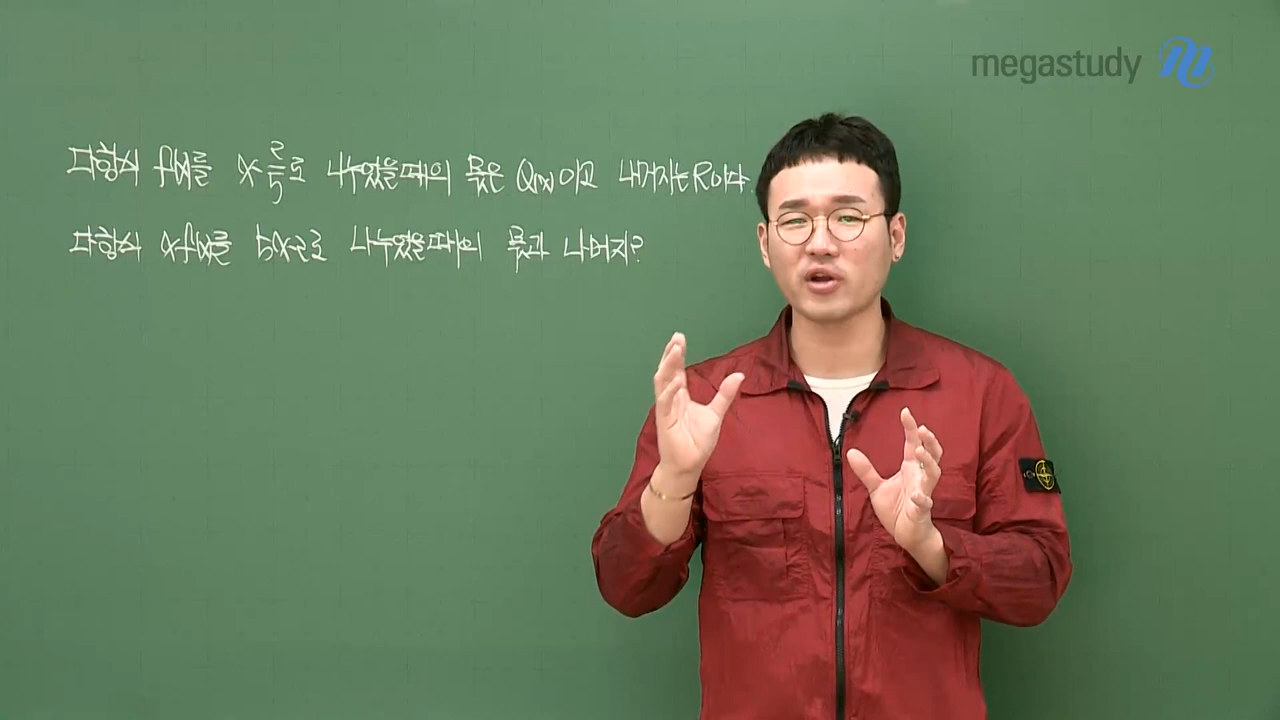 megastudy
다항식 f(x)를 x-2/5로 나누었을때의 몫은 Q(x)이고 나머지는 R이다.
다항식 xf(x)를 5x-2로 나누었을때의 몫과 나머지?